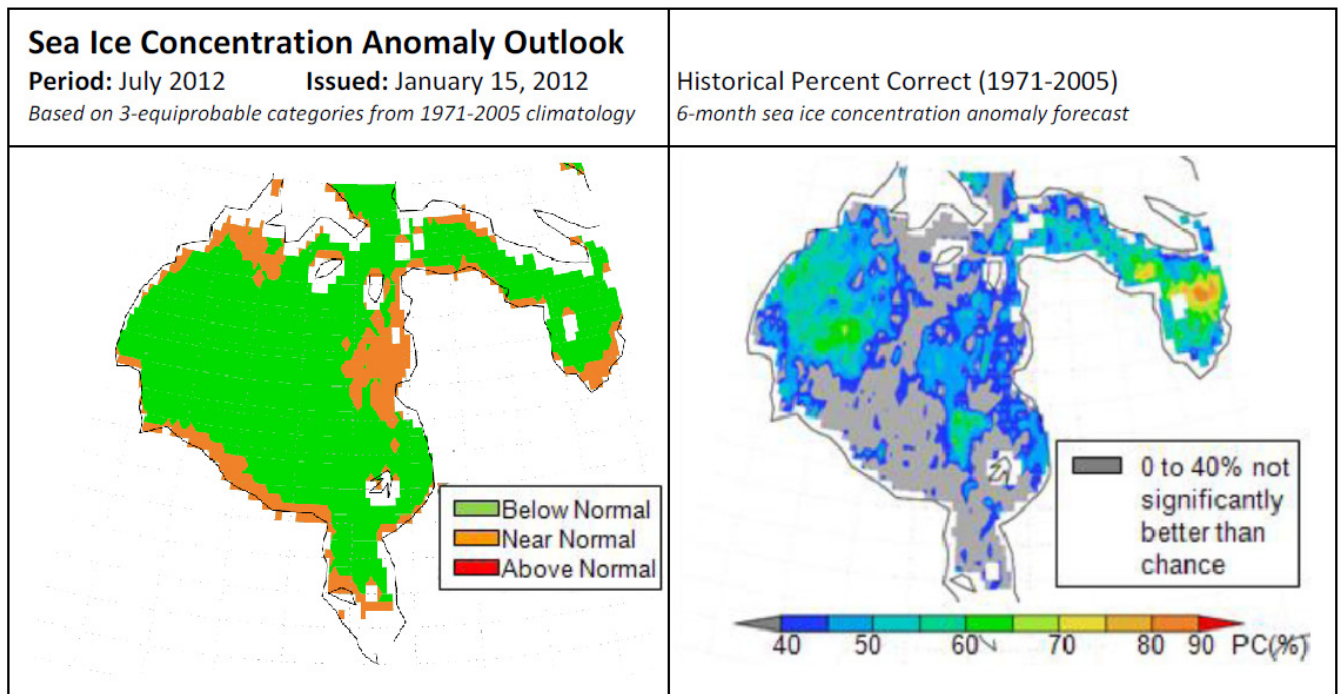 Sea Ice Concentration Anomaly Outlook
Period: July 2012 Issued: January 15, 2012
Based on 3-equiprobable categories from 1971-2005 climatology
Historical Percent Correct (1971-2005)
6-month sea ice concentration anomaly forecast
Below Normal
Near Normal
Above Normal
0 to 40% not
significantly
better than
chance
40 50 60 70 80 90 PC(%)